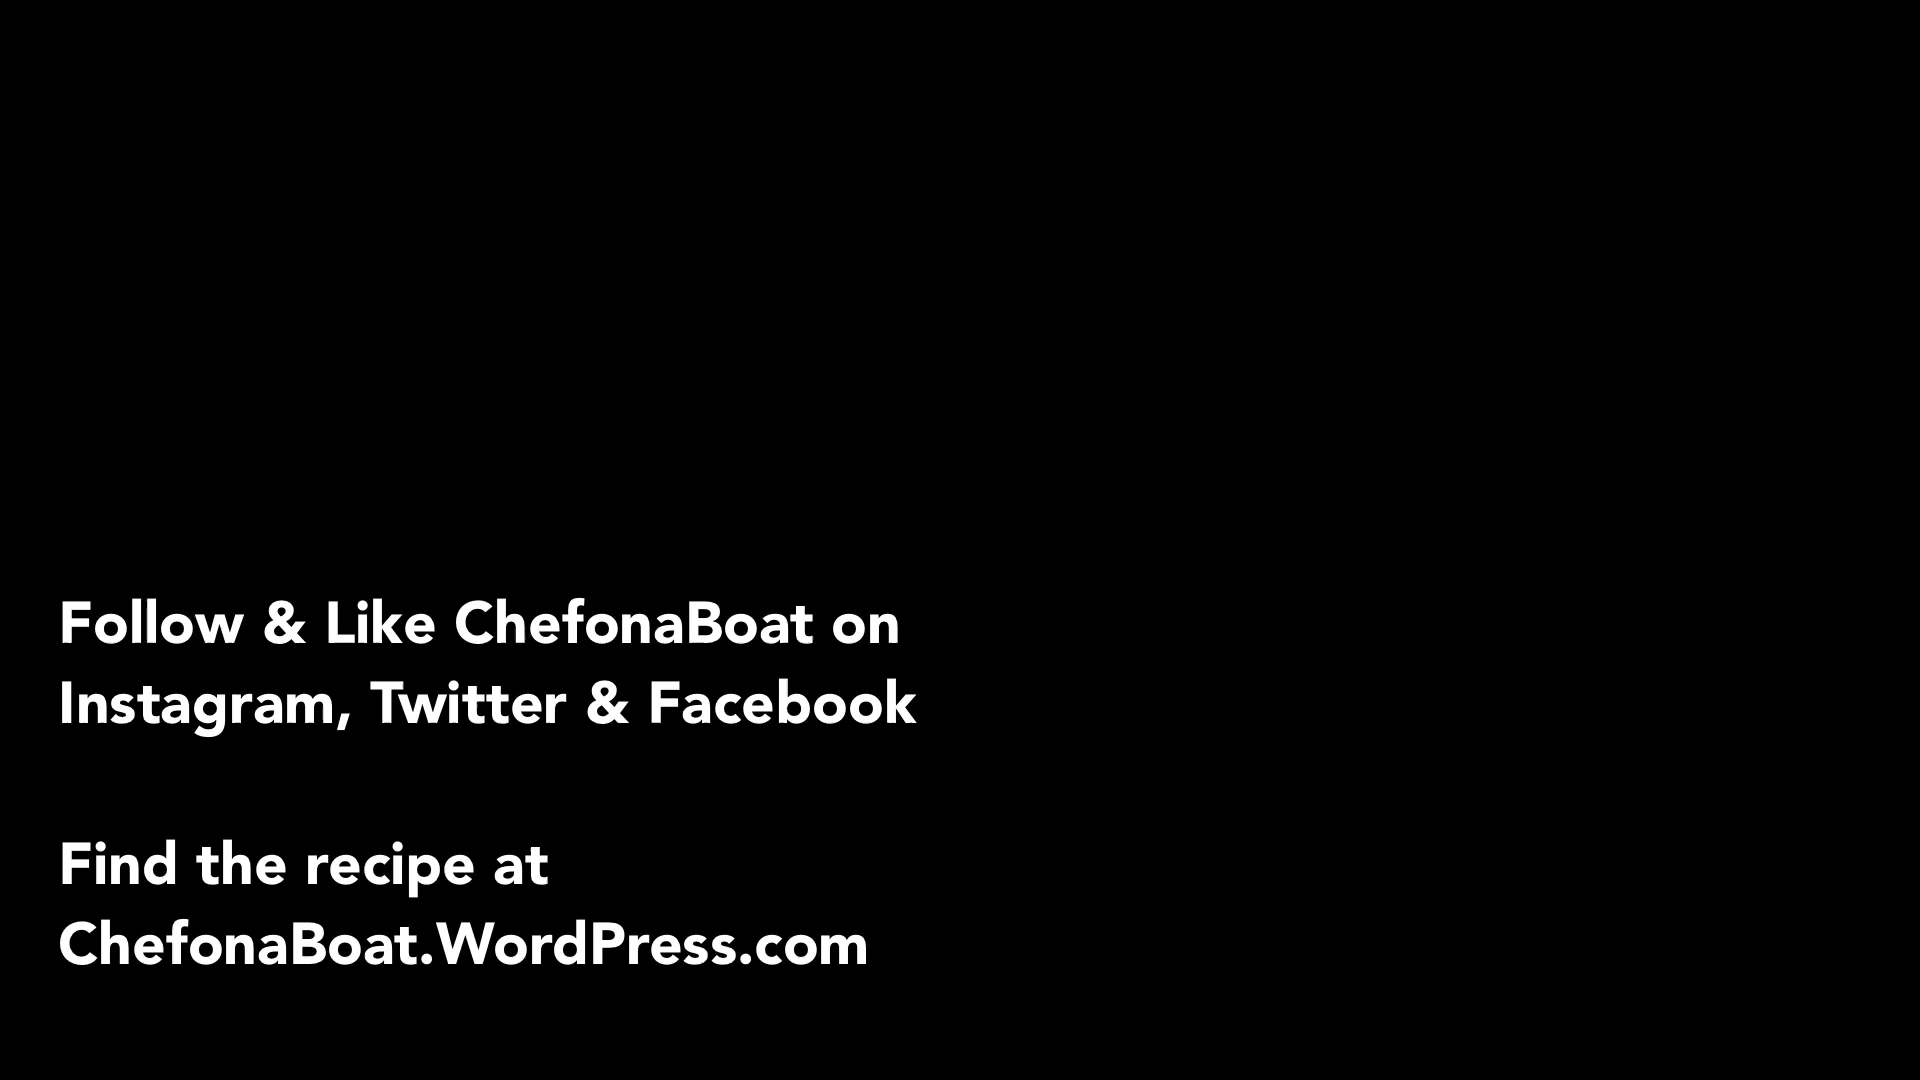 Follow & Like ChefonaBoat on
Instagram, Twitter & Facebook
Find the recipe at
ChefonaBoat.WordPress.com